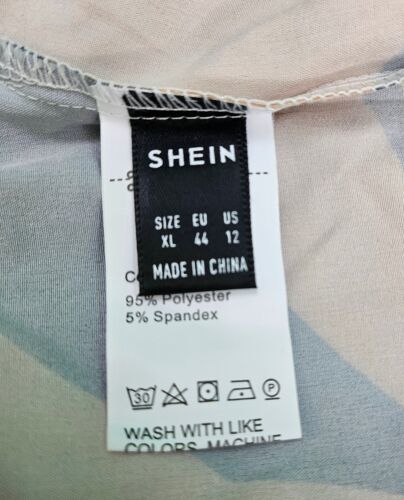 SHEIN
SIZE EU US
XL 44 12
MADE IN CHINA
95% Polyester
5% Spandex
30 P
WASH WITH LIKE
COLORS, MACHINE